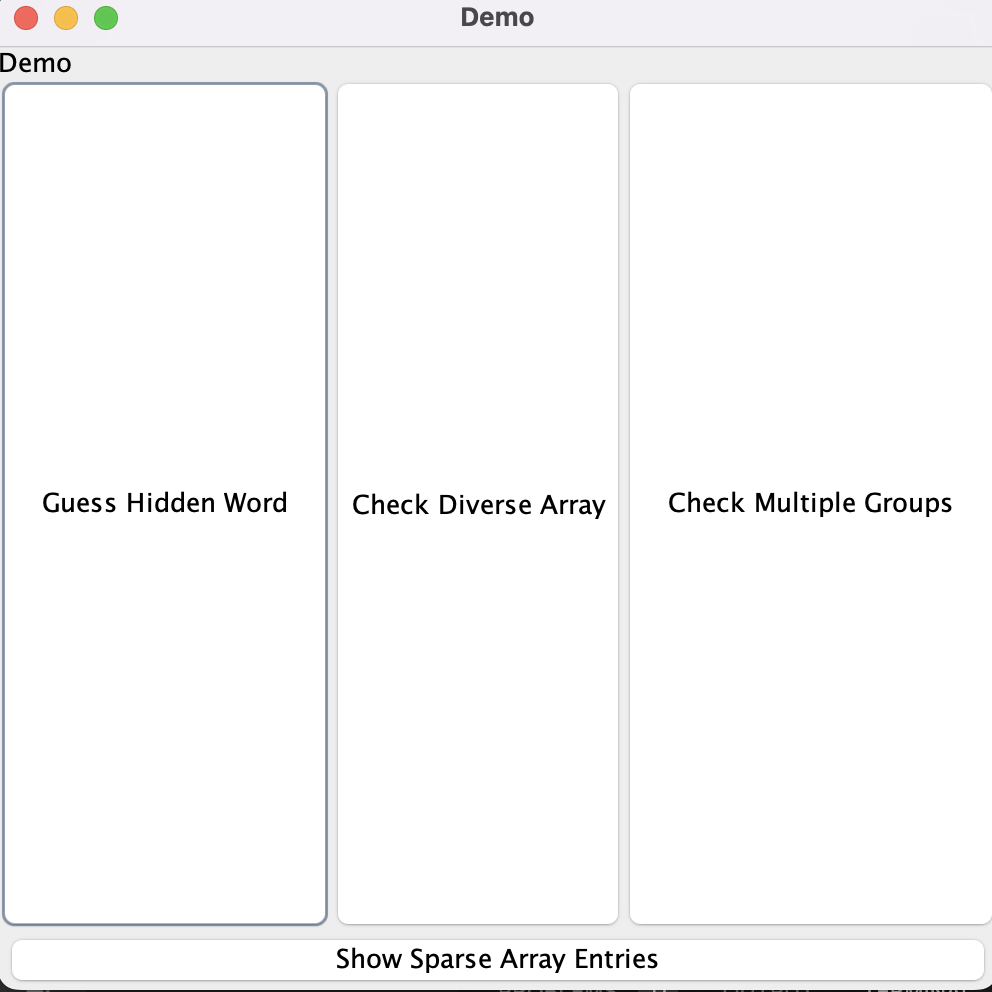 Demo
Demo
Guess Hidden Word
Check Diverse Array
Check Multiple Groups
Show Sparse Array Entries